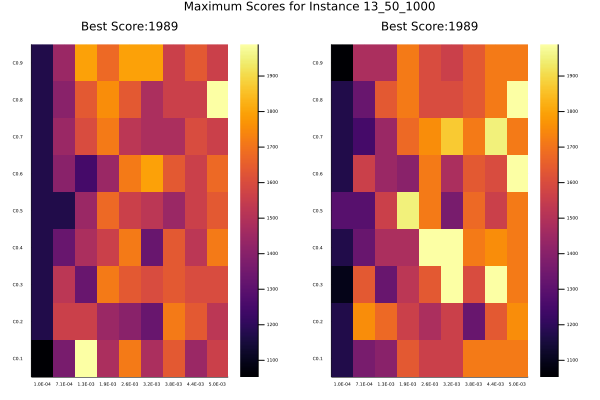 Maximum Scores for Instance 13_50_1000
Best Score:1989
Best Score:1989
C0.9
C0.8
C0.7
C0.6
C0.5
C0.4
C0.3
C0.2
C0.1
1.0E-04 7.1E-04 1.3E-03 1.9E-03 2.6E-03 3.2E-03 3.8E-03 4.4E-03 5.0E-03
1900
1800
1700
1600
1500
1400
1300
1200
1100
C0.9
C0.8
C0.7
C0.6
C0.5
C0.4
C0.3
C0.2
C0.1
1.0E-04 7.1E-04 1.3E-03 1.9E-03 2.6E-03 3.2E-03 3.8E-03 4.4E-03 5.0E-03
1900
1800
1700
1600
1500
1400
1300
1200
1100